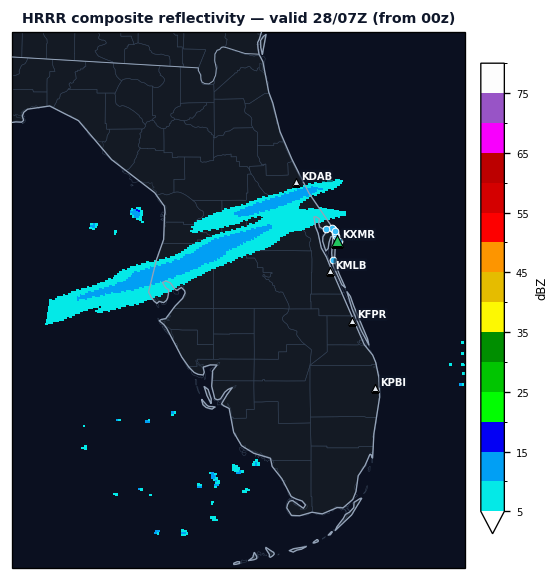 HRRR composite reflectivity — valid 28/07Z (from 00z)
KDAB
KXMR
KMLB
KFPR
KPBI
75
65
55
45
35
25
15
5
dBZ